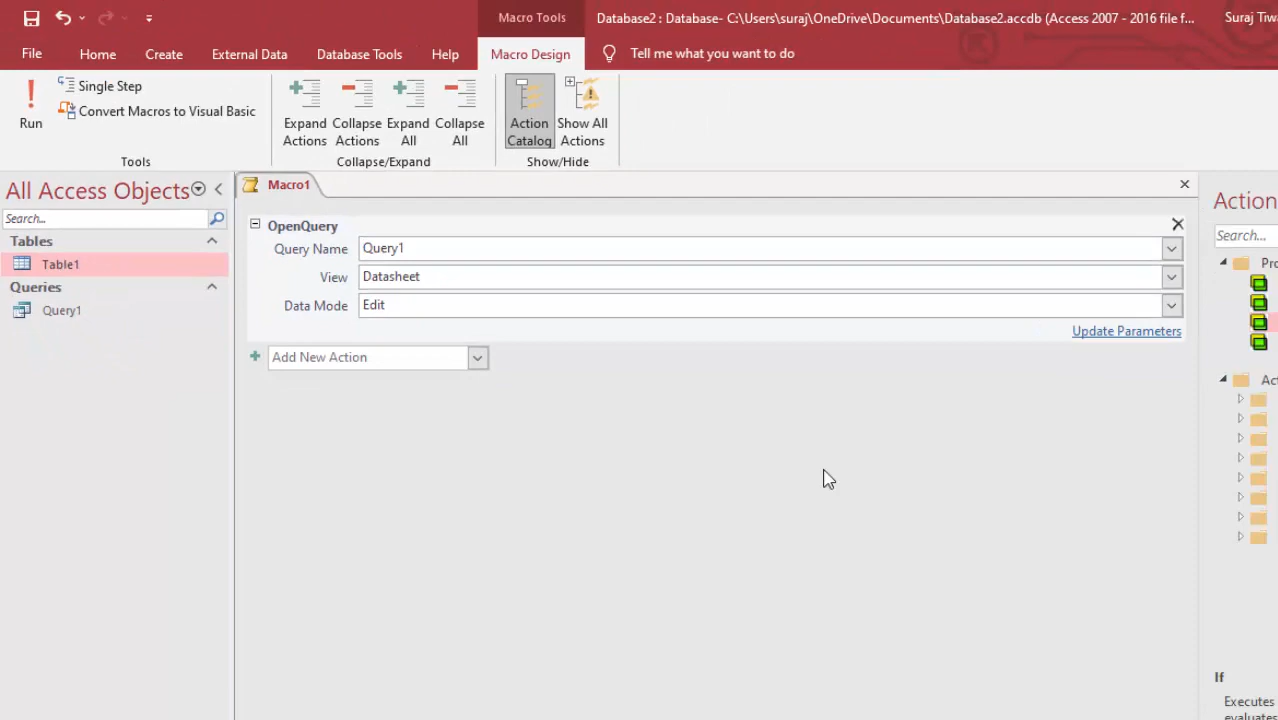 Macro Tools
Database2 : Database- C:\Users\suraj\OneDrive\Documents\Database2.accdb (Access 2007 - 2016 file f...
Suraj Tiwa
File Home Create External Data Database Tools Help Macro Design Tell me what you want to do
Run
Single Step
Convert Macros to Visual Basic
Tools
Expand Actions
Collapse Actions
Expand All
Collapse All
Collapse/Expand
Action Catalog
Show All Actions
Show/Hide
All Access Objects
Search...
Tables
Table1
Queries
Query1
Macro1
OpenQuery
Query Name Query1
View Datasheet
Data Mode Edit
Update Parameters
Add New Action
Action
Search...
Pro
Act
If
Executes
evaluates